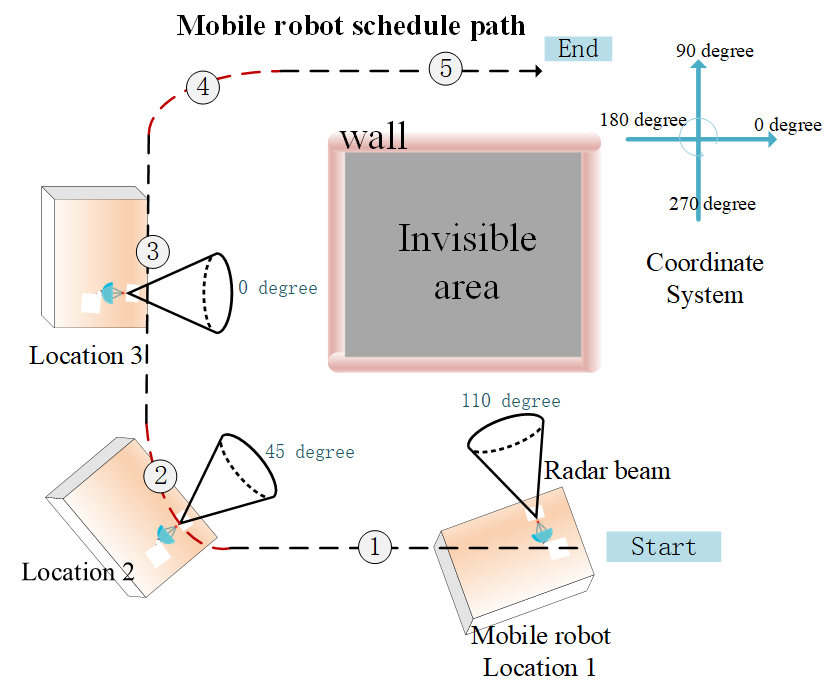 Mobile robot schedule path
End
90 degree
5
4
180 degree
0 degree
wall
270 degree
3
Invisible
area
Coordinate
System
0 degree
Location 3
110 degree
45 degree
2
Radar beam
1
Start
Location 2
Mobile robot
Location 1